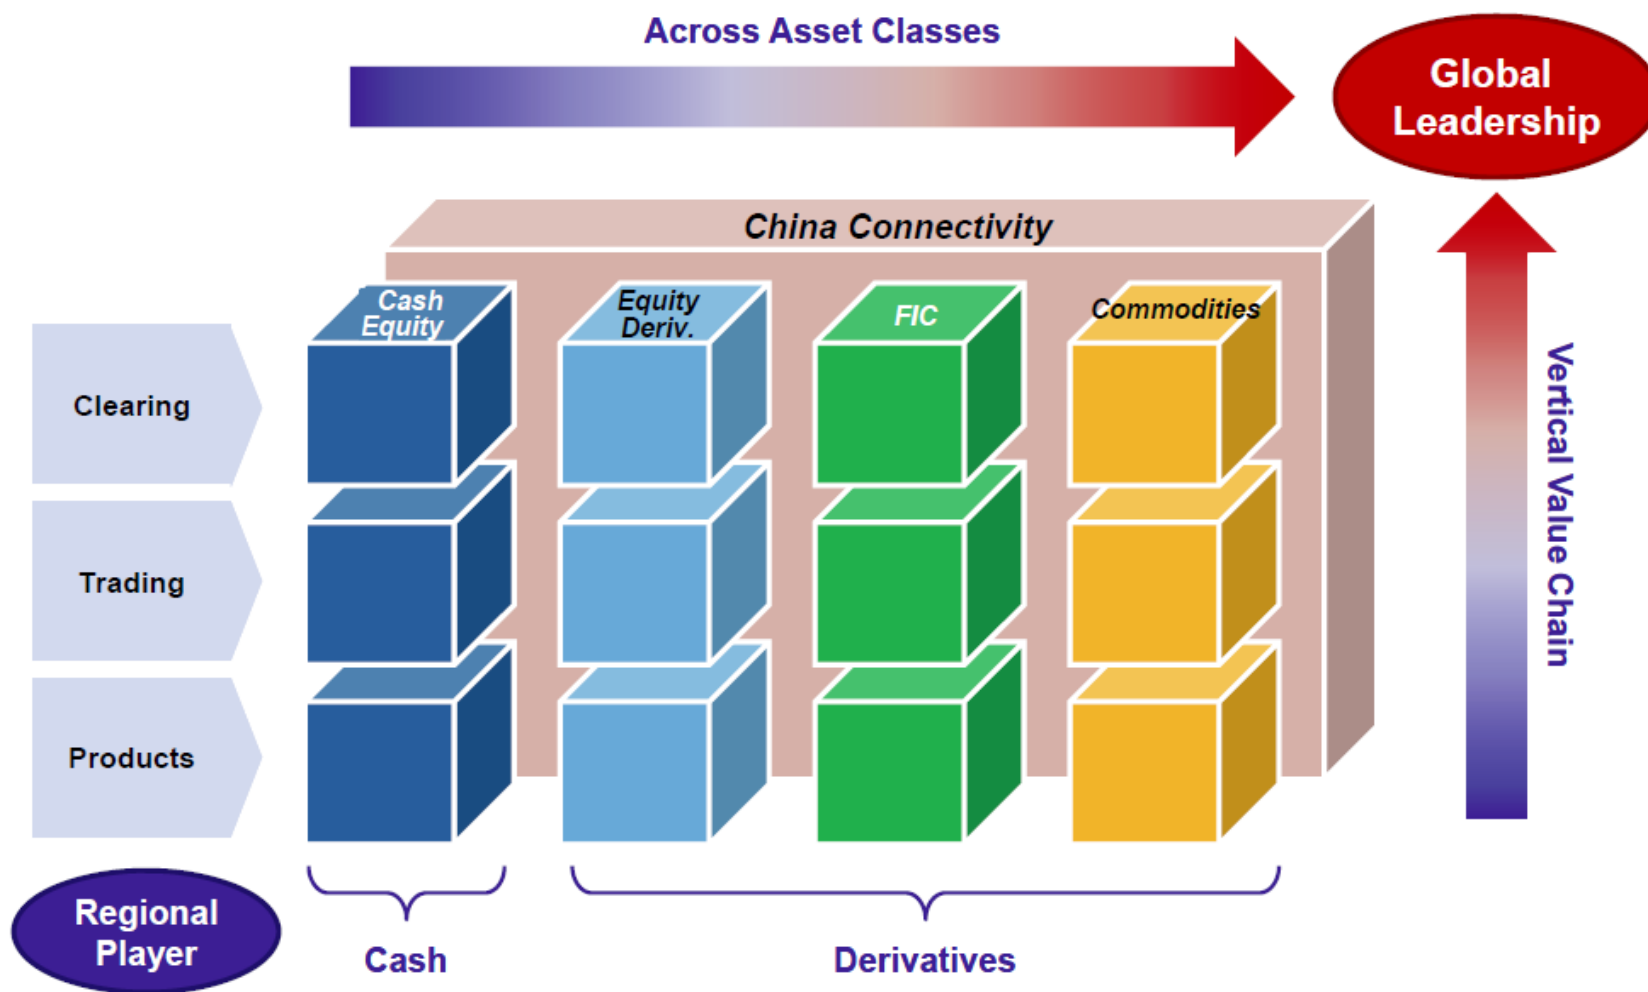 Across Asset Classes
Global
Leadership
China Connectivity
Cash
Equity
Equity
Deriv.
FIC
Commodities
Clearing
Trading
Products
Vertical Value Chain
Regional
Player
Cash
Derivatives